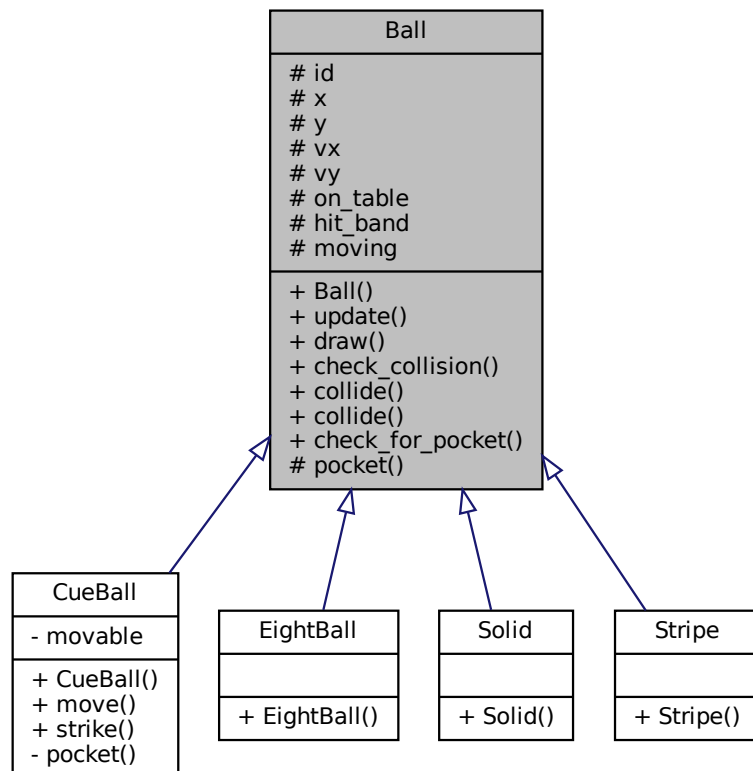 Ball
# id
# x
# y
# vx
# vy
# on_table
# hit_band
# moving
+ Ball()
+ update()
+ draw()
+ check_collision()
+ collide()
+ collide()
+ check_for_pocket()
# pocket()
CueBall
- movable
+ CueBall()
+ move()
+ strike()
- pocket()
EightBall
+ EightBall()
Solid
+ Solid()
Stripe
+ Stripe()